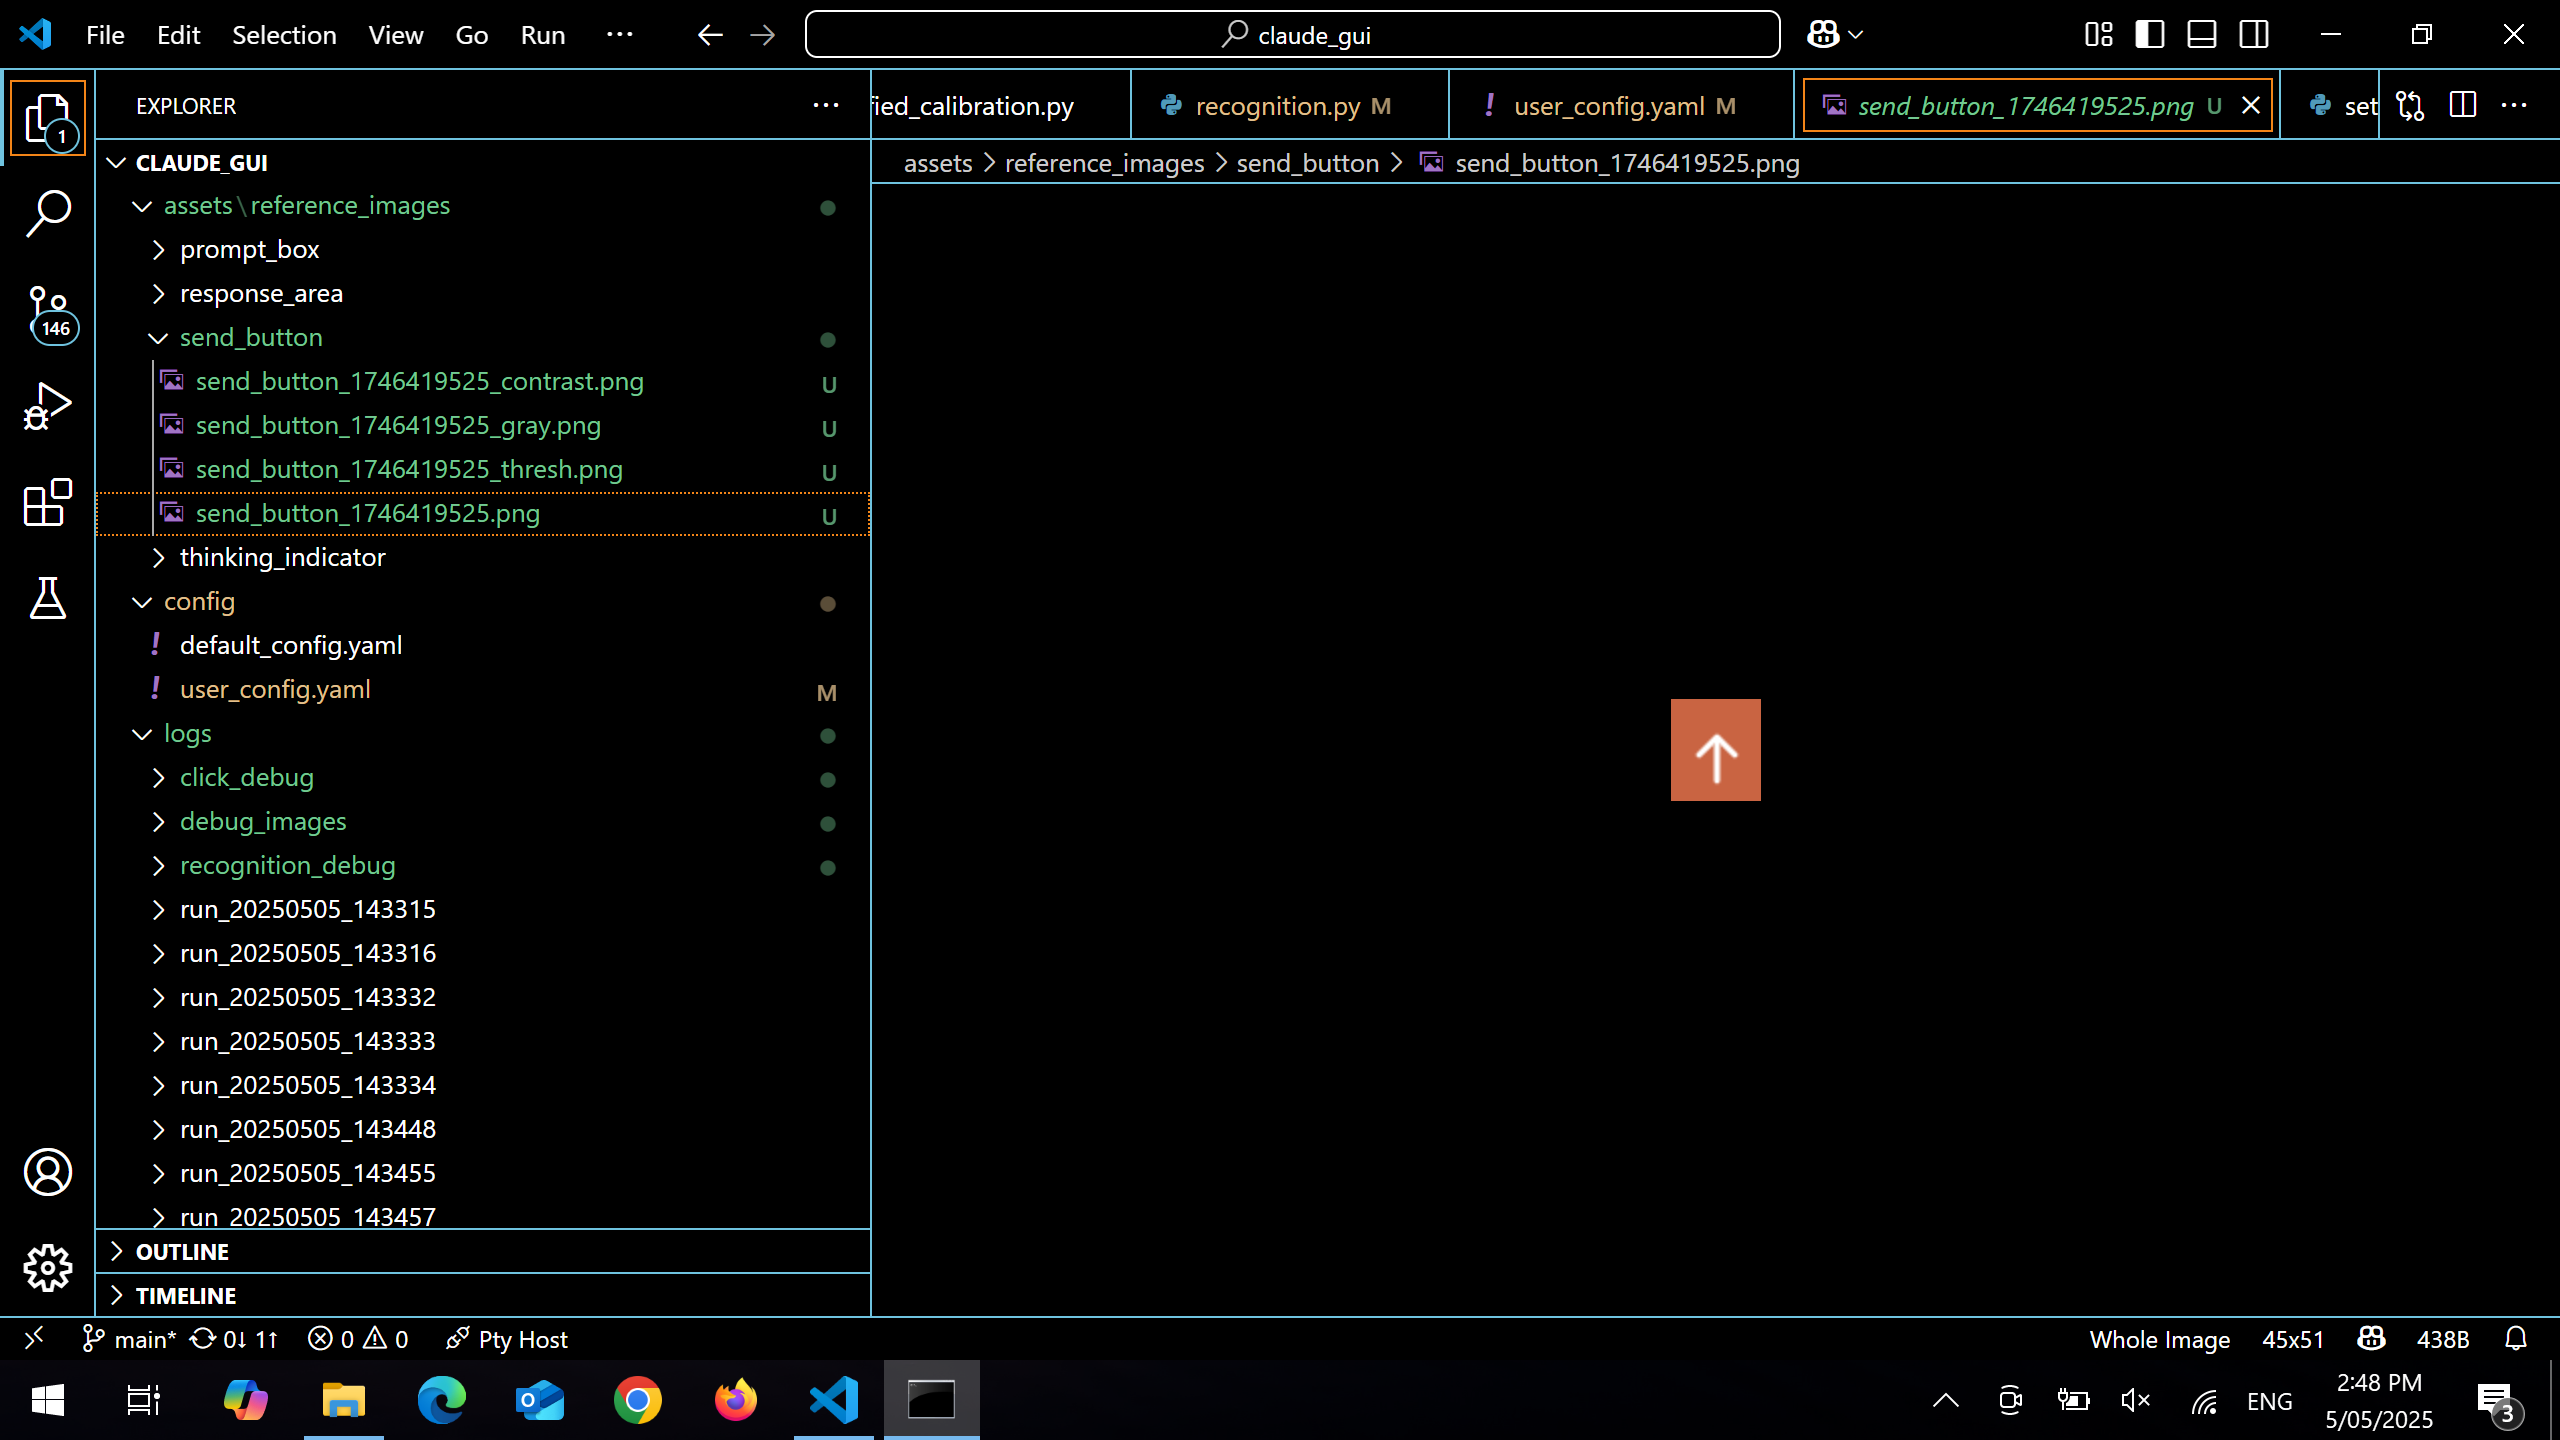 File Edit Selection View Go Run ··· claude_gui
1
146
EXPLORER
CLAUDE_GUI
assets\reference_images
prompt_box
response_area
send_button
send_button_1746419525_contrast.png U
send_button_1746419525_gray.png U
send_button_1746419525_thresh.png U
send_button_1746419525.png U
thinking_indicator
config
default_config.yaml
user_config.yaml M
logs
click_debug
debug_images
recognition_debug
run_20250505_143315
run_20250505_143316
run_20250505_143332
run_20250505_143333
run_20250505_143334
run_20250505_143448
run_20250505_143455
run_20250505_143457
OUTLINE
TIMELINE
fied_calibration.py recognition.py M user_config.yaml M send_button_1746419525.png U set
assets > reference_images > send_button > send_button_1746419525.png
main* 0↓ 1↑ 0 0 Pty Host Whole Image 45x51 438B
ENG
2:48 PM
5/05/2025
3